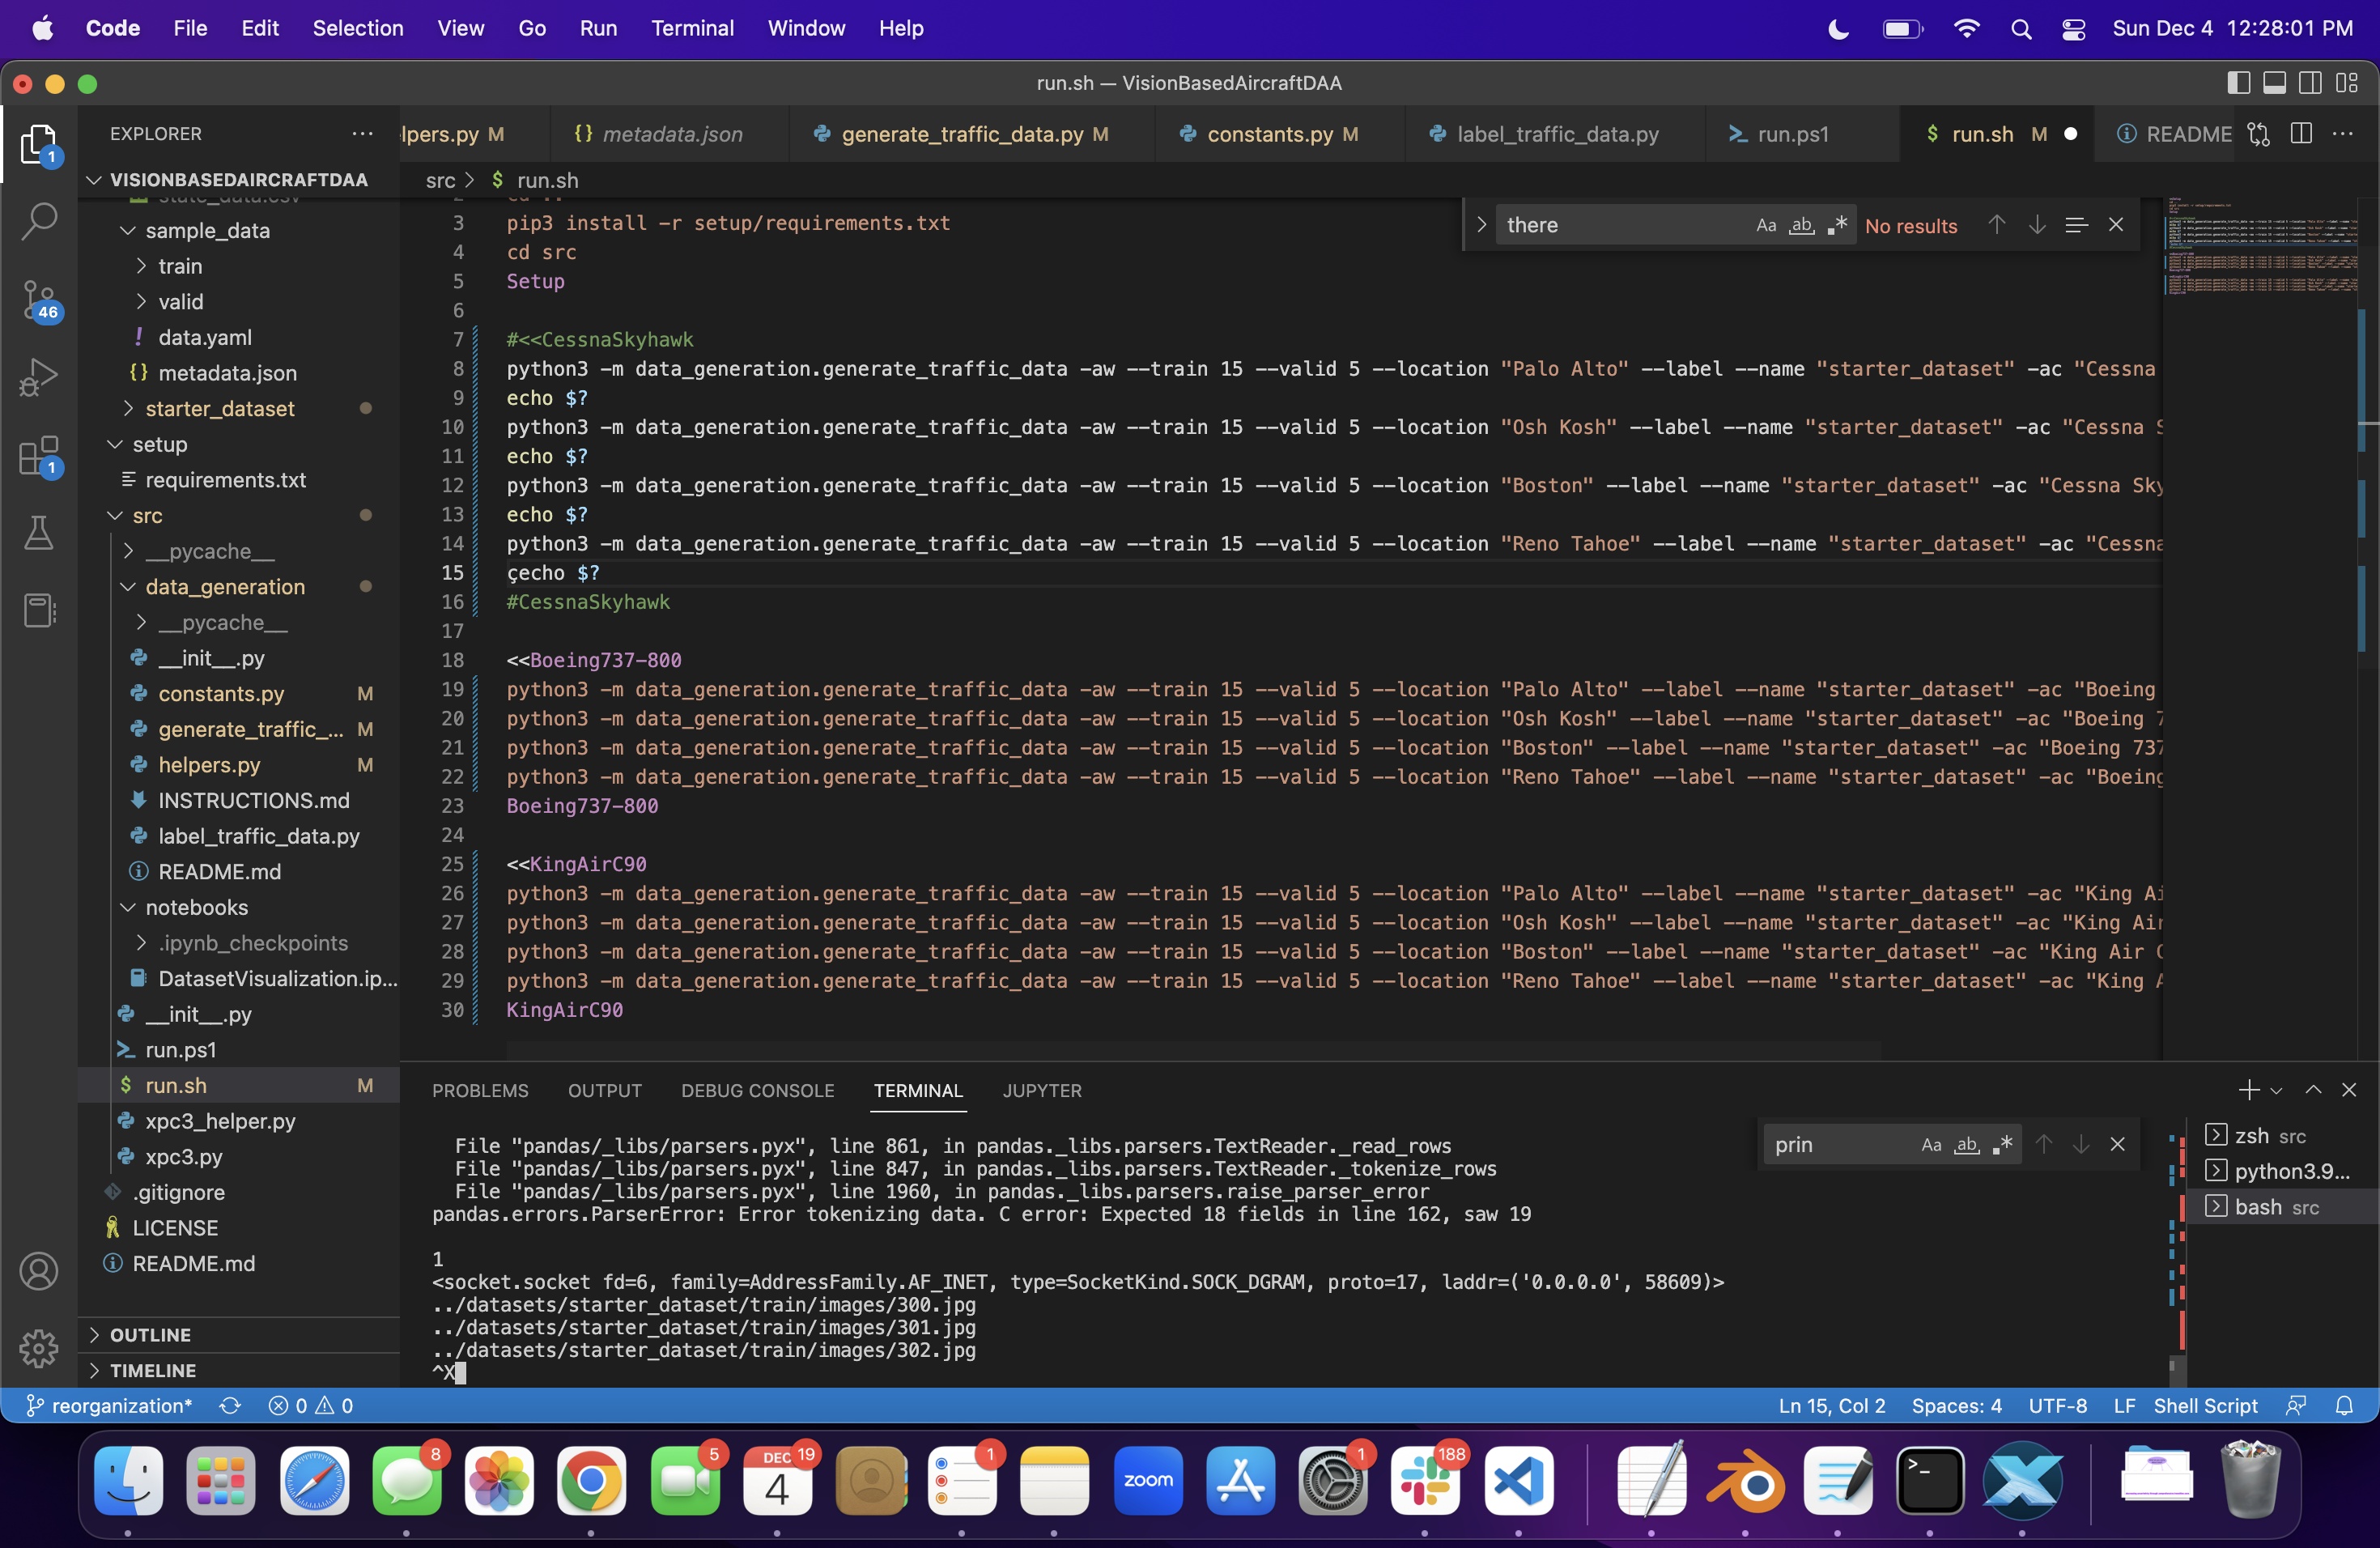 Code File Edit Selection View Go Run Terminal Window Help Sun Dec 4 12:28:01 PM
run.sh — VisionBasedAircraftDAA
EXPLORER
lpers.py M {} metadata.json generate_traffic_data.py M constants.py M label_traffic_data.py run.ps1 $ run.sh M README
VISIONBASEDAIRCRAFTDAA
src > $ run.sh
state_data.csv
sample_data
train
valid
data.yaml
{} metadata.json
starter_dataset
setup
requirements.txt
src
__pycache__
data_generation
__pycache__
__init__.py
constants.py M
generate_traffic_... M
helpers.py M
INSTRUCTIONS.md
label_traffic_data.py
README.md
notebooks
.ipynb_checkpoints
DatasetVisualization.ip...
__init__.py
run.ps1
$ run.sh M
xpc3_helper.py
xpc3.py
.gitignore
LICENSE
README.md
OUTLINE
TIMELINE
1
46
1
there Aa ab .* No results
3 pip3 install -r setup/requirements.txt
4 cd src
5 Setup
6
7 #<<CessnaSkyhawk
8 python3 -m data_generation.generate_traffic_data -aw --train 15 --valid 5 --location "Palo Alto" --label --name "starter_dataset" -ac "Cessna
9 echo $?
10 python3 -m data_generation.generate_traffic_data -aw --train 15 --valid 5 --location "Osh Kosh" --label --name "starter_dataset" -ac "Cessna S
11 echo $?
12 python3 -m data_generation.generate_traffic_data -aw --train 15 --valid 5 --location "Boston" --label --name "starter_dataset" -ac "Cessna Sky
13 echo $?
14 python3 -m data_generation.generate_traffic_data -aw --train 15 --valid 5 --location "Reno Tahoe" --label --name "starter_dataset" -ac "Cessna
15 çecho $?
16 #CessnaSkyhawk
17
18 <<Boeing737-800
19 python3 -m data_generation.generate_traffic_data -aw --train 15 --valid 5 --location "Palo Alto" --label --name "starter_dataset" -ac "Boeing
20 python3 -m data_generation.generate_traffic_data -aw --train 15 --valid 5 --location "Osh Kosh" --label --name "starter_dataset" -ac "Boeing 7
21 python3 -m data_generation.generate_traffic_data -aw --train 15 --valid 5 --location "Boston" --label --name "starter_dataset" -ac "Boeing 737
22 python3 -m data_generation.generate_traffic_data -aw --train 15 --valid 5 --location "Reno Tahoe" --label --name "starter_dataset" -ac "Boeing
23 Boeing737-800
24
25 <<KingAirC90
26 python3 -m data_generation.generate_traffic_data -aw --train 15 --valid 5 --location "Palo Alto" --label --name "starter_dataset" -ac "King Ai
27 python3 -m data_generation.generate_traffic_data -aw --train 15 --valid 5 --location "Osh Kosh" --label --name "starter_dataset" -ac "King Air
28 python3 -m data_generation.generate_traffic_data -aw --train 15 --valid 5 --location "Boston" --label --name "starter_dataset" -ac "King Air C
29 python3 -m data_generation.generate_traffic_data -aw --train 15 --valid 5 --location "Reno Tahoe" --label --name "starter_dataset" -ac "King A
30 KingAirC90
PROBLEMS OUTPUT DEBUG CONSOLE TERMINAL JUPYTER
prin Aa ab .*
File "pandas/_libs/parsers.pyx", line 861, in pandas._libs.parsers.TextReader._read_rows
File "pandas/_libs/parsers.pyx", line 847, in pandas._libs.parsers.TextReader._tokenize_rows
File "pandas/_libs/parsers.pyx", line 1960, in pandas._libs.parsers.raise_parser_error
pandas.errors.ParserError: Error tokenizing data. C error: Expected 18 fields in line 162, saw 19
1
<socket.socket fd=6, family=AddressFamily.AF_INET, type=SocketKind.SOCK_DGRAM, proto=17, laddr=('0.0.0.0', 58609)>
../datasets/starter_dataset/train/images/300.jpg
../datasets/starter_dataset/train/images/301.jpg
../datasets/starter_dataset/train/images/302.jpg
^X
zsh src
python3.9...
bash src
reorganization* 0 0 Ln 15, Col 2 Spaces: 4 UTF-8 LF Shell Script
8 5 DEC 19 4 1 zoom 1 188